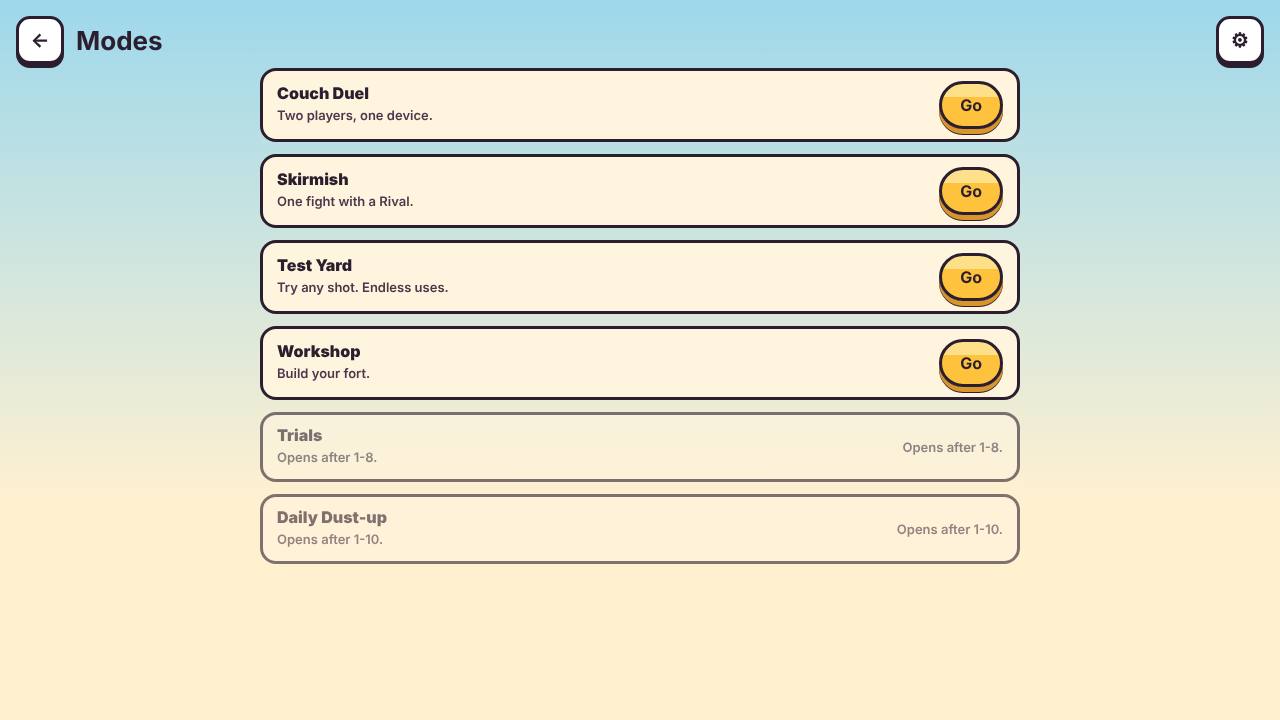 ← Modes ⚙
Couch Duel
Two players, one device.
Go
Skirmish
One fight with a Rival.
Go
Test Yard
Try any shot. Endless uses.
Go
Workshop
Build your fort.
Go
Trials
Opens after 1-8.
Opens after 1-8.
Daily Dust-up
Opens after 1-10.
Opens after 1-10.